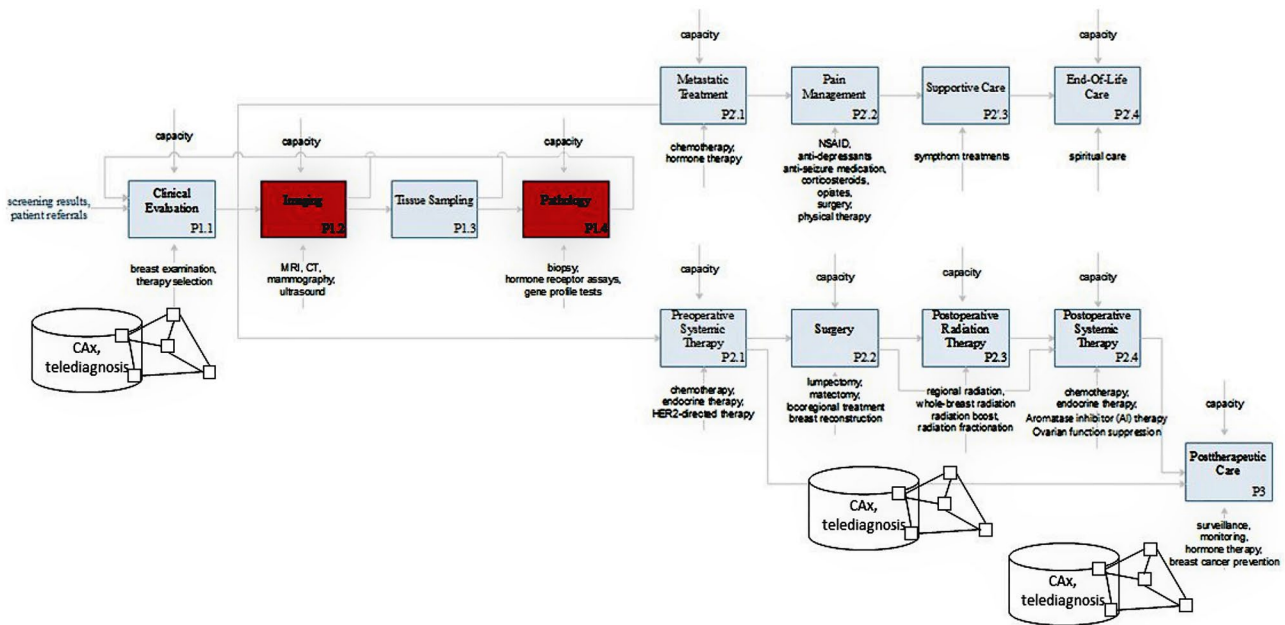 capacity
capacity
Metastatic
Treatment
P2'.1
Pain
Management
P2'.2
Supportive Care
P2'.3
End-Of-Life
Care
P2'.4
chemotherapy,
hormone therapy
NSAID,
anti-depressants
anti-seizure medication,
corticosteroids,
opiates,
surgery,
physical therapy
sympthom treatments
spiritual care
capacity
capacity
capacity
screening results,
patient referrals
Clinical
Evaluation
P1.1
Imaging
P1.2
Tissue Sampling
P1.3
Pathology
P1.4
breast examination,
therapy selection
MRI, CT,
mammography,
ultrasound
biopsy,
hormone receptor assays,
gene profile tests
CAx,
telediagnosis
capacity
capacity
capacity
capacity
Preoperative
Systemic
Therapy
P2.1
Surgery
P2.2
Postoperative
Radiation
Therapy
P2.3
Postoperative
Systemic
Therapy
P2.4
chemotherapy,
endocrine therapy,
HER2-directed therapy
lumpectomy,
matectomy,
locoregional treatment
breast reconstruction
regional radiation,
whole-breast radiation
radiation boost,
radiation fractionation
chemotherapy,
endocrine therapy,
Aromatase inhibitor (AI) therapy
Ovarian function suppression
capacity
Posttherapeutic
Care
P3
surveillance,
monitoring,
hormone therapy,
breast cancer prevention
CAx,
telediagnosis
CAx,
telediagnosis